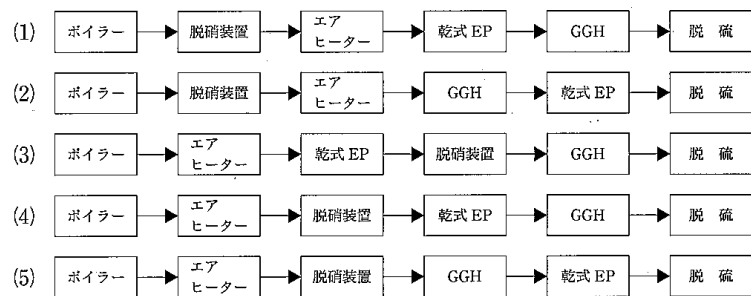 (1) ボイラー 脱硝装置 エア ヒーター 乾式 EP GGH 脱 硫
(2) ボイラー 脱硝装置 エア ヒーター GGH 乾式 EP 脱 硫
(3) ボイラー エア ヒーター 乾式 EP 脱硝装置 GGH 脱 硫
(4) ボイラー エア ヒーター 脱硝装置 乾式 EP GGH 脱 硫
(5) ボイラー エア ヒーター 脱硝装置 GGH 乾式 EP 脱 硫